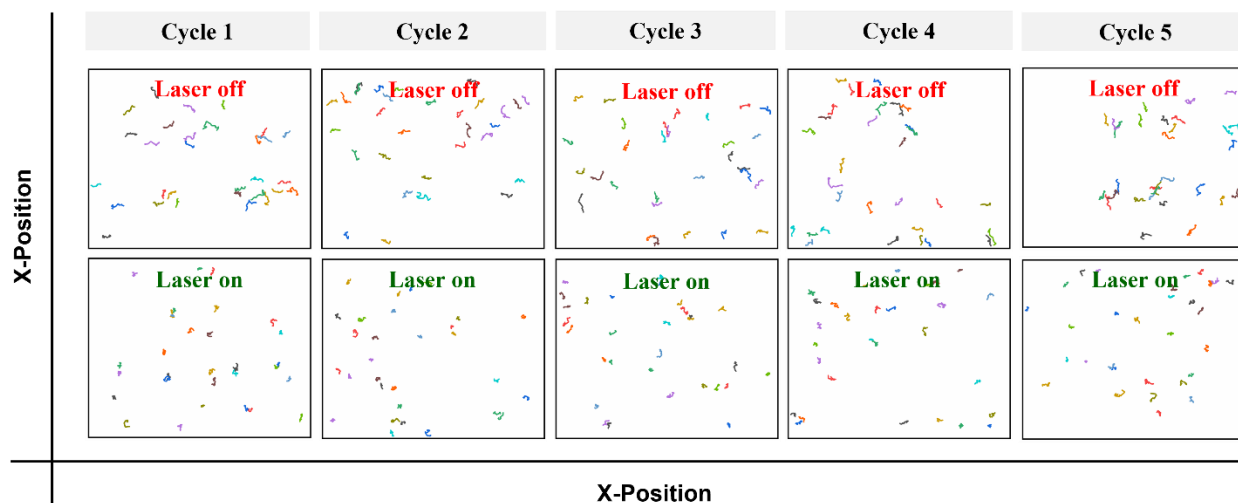 Cycle 1
Cycle 2
Cycle 3
Cycle 4
Cycle 5
Laser off
Laser off
Laser off
Laser off
Laser off
X-Position
Laser on
Laser on
Laser on
Laser on
Laser on
X-Position